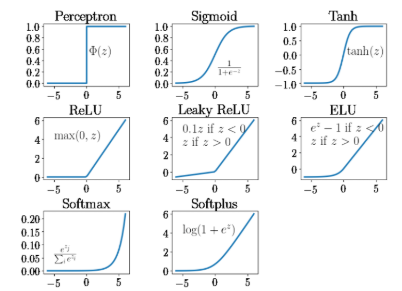 Perceptron Sigmoid Tanh
1.0 1.0 1.0
0.8 0.8 0.5
0.6 Φ(z) 0.6 tanh(z)
0.4 0.4 0.0
0.2 1/1+e^{-z} 0.2 −0.5
0.0 0.0 −1.0
−5 0 5 −5 0 5 −5 0 5
ReLU Leaky ReLU ELU
6 6 6
max(0, z) 0.1z if z < 0 e^z − 1 if z < 0
4 z if z > 0 4 z if z > 0 4
2 2 2
0 0 0
−5 0 5 −5 0 5 −5 0 5
Softmax Softplus
0.20 6
0.15 log(1 + e^z)
0.10 4
0.05 2
0.00 0
−5 0 5 −5 0 5